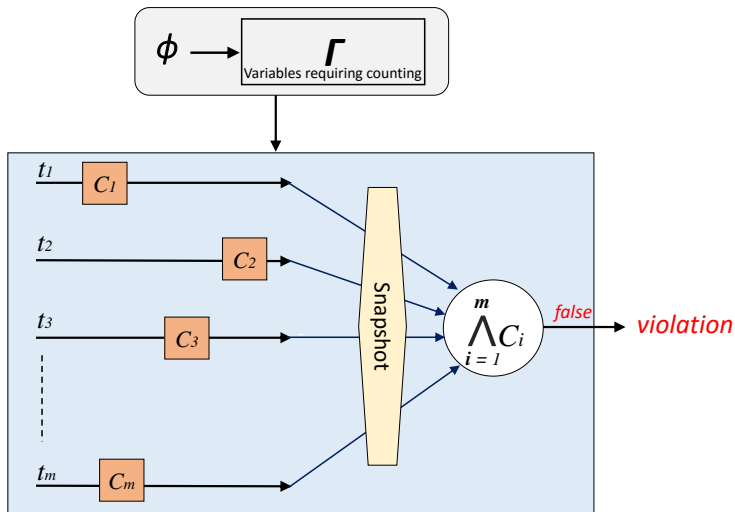 ϕ Γ
Variables requiring counting
t1 C1
t2 C2
t3 C3
tm Cm
Snapshot
m
⋀ Ci
i = 1
false
violation